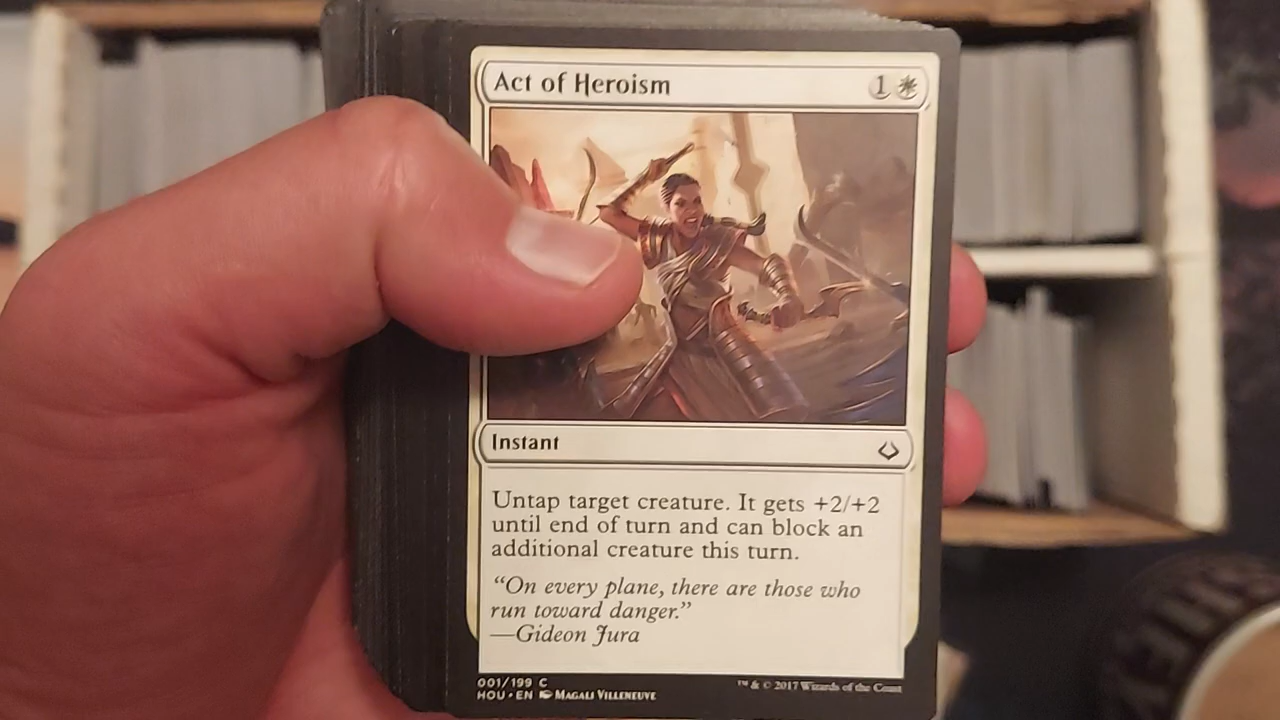 Act of Heroism 1
Instant
Untap target creature. It gets +2/+2
until end of turn and can block an
additional creature this turn.
“On every plane, there are those who
run toward danger.”
—Gideon Jura
001/199 C
HOU • EN Magali Villeneuve
™ & © 2017 Wizards of the Coast